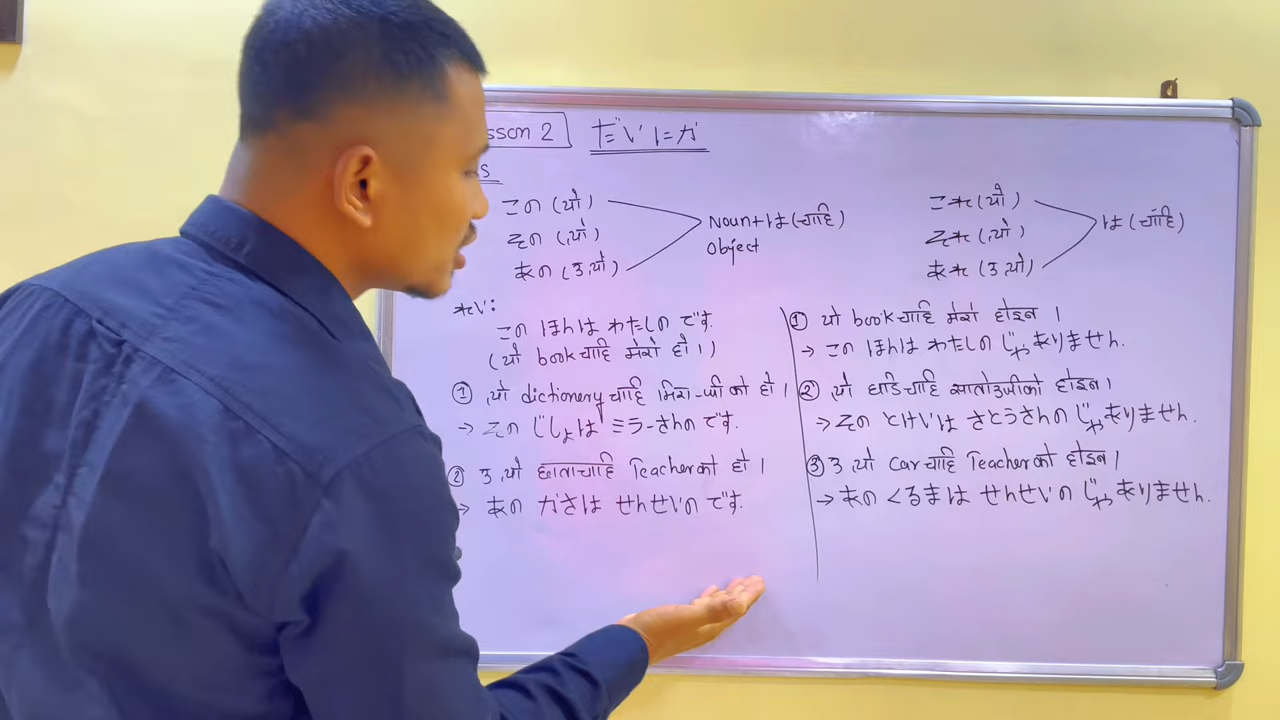 sson 2 だい2か
s
この (यो)
その (त्यो)
あの (उ त्यो)
Noun+は(चाहि)
Object
これ (यो)
それ (त्यो)
あれ (उ त्यो)
は (चाहि)
れい:
この ほんは わたしの です.
(यो book चाहि मेरो हो।)
① त्यो dictionery चाहि मिरा-जी को हो।
→ その じしょは ミラーさんの です.
② उ त्यो छाताचाहि Teacher को हो।
→ あの かさは せんせいの です.
① यो book चाहि मेरो होइन।
→ この ほんは わたしの じゃ ありません.
② त्यो घडि चाहि सातोउजीको होइन।
→ その とけいは さとうさんの じゃ ありません.
③ उ त्यो Car चाहि Teacher को होइन।
→ あの くるまは せんせいの じゃ ありません.